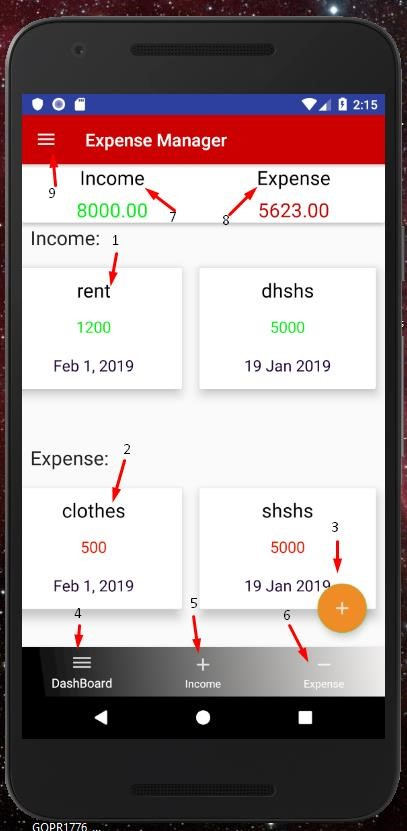 2:15
Expense Manager
Income Expense
9
8000.00 7 8 5623.00
Income: 1
rent dhshs
1200 5000
Feb 1, 2019 19 Jan 2019
Expense: 2
clothes shshs
3
500 5000
Feb 1, 2019 19 Jan 2019
+
4 5 6
DashBoard Income Expense
GOPR1776_...